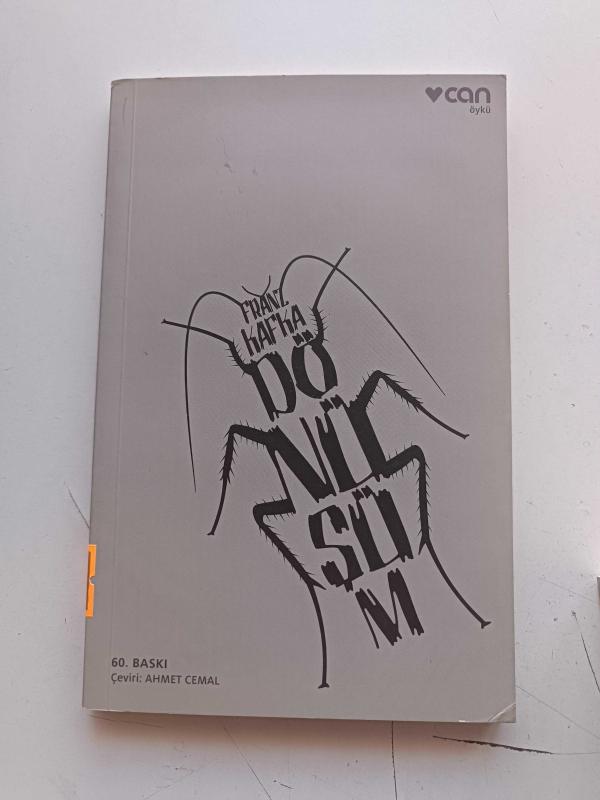 can
öykü
FRANZ
KAFKA
DÖ
NÜ
ŞÜ
M
60. BASKI
Çeviri: AHMET CEMAL